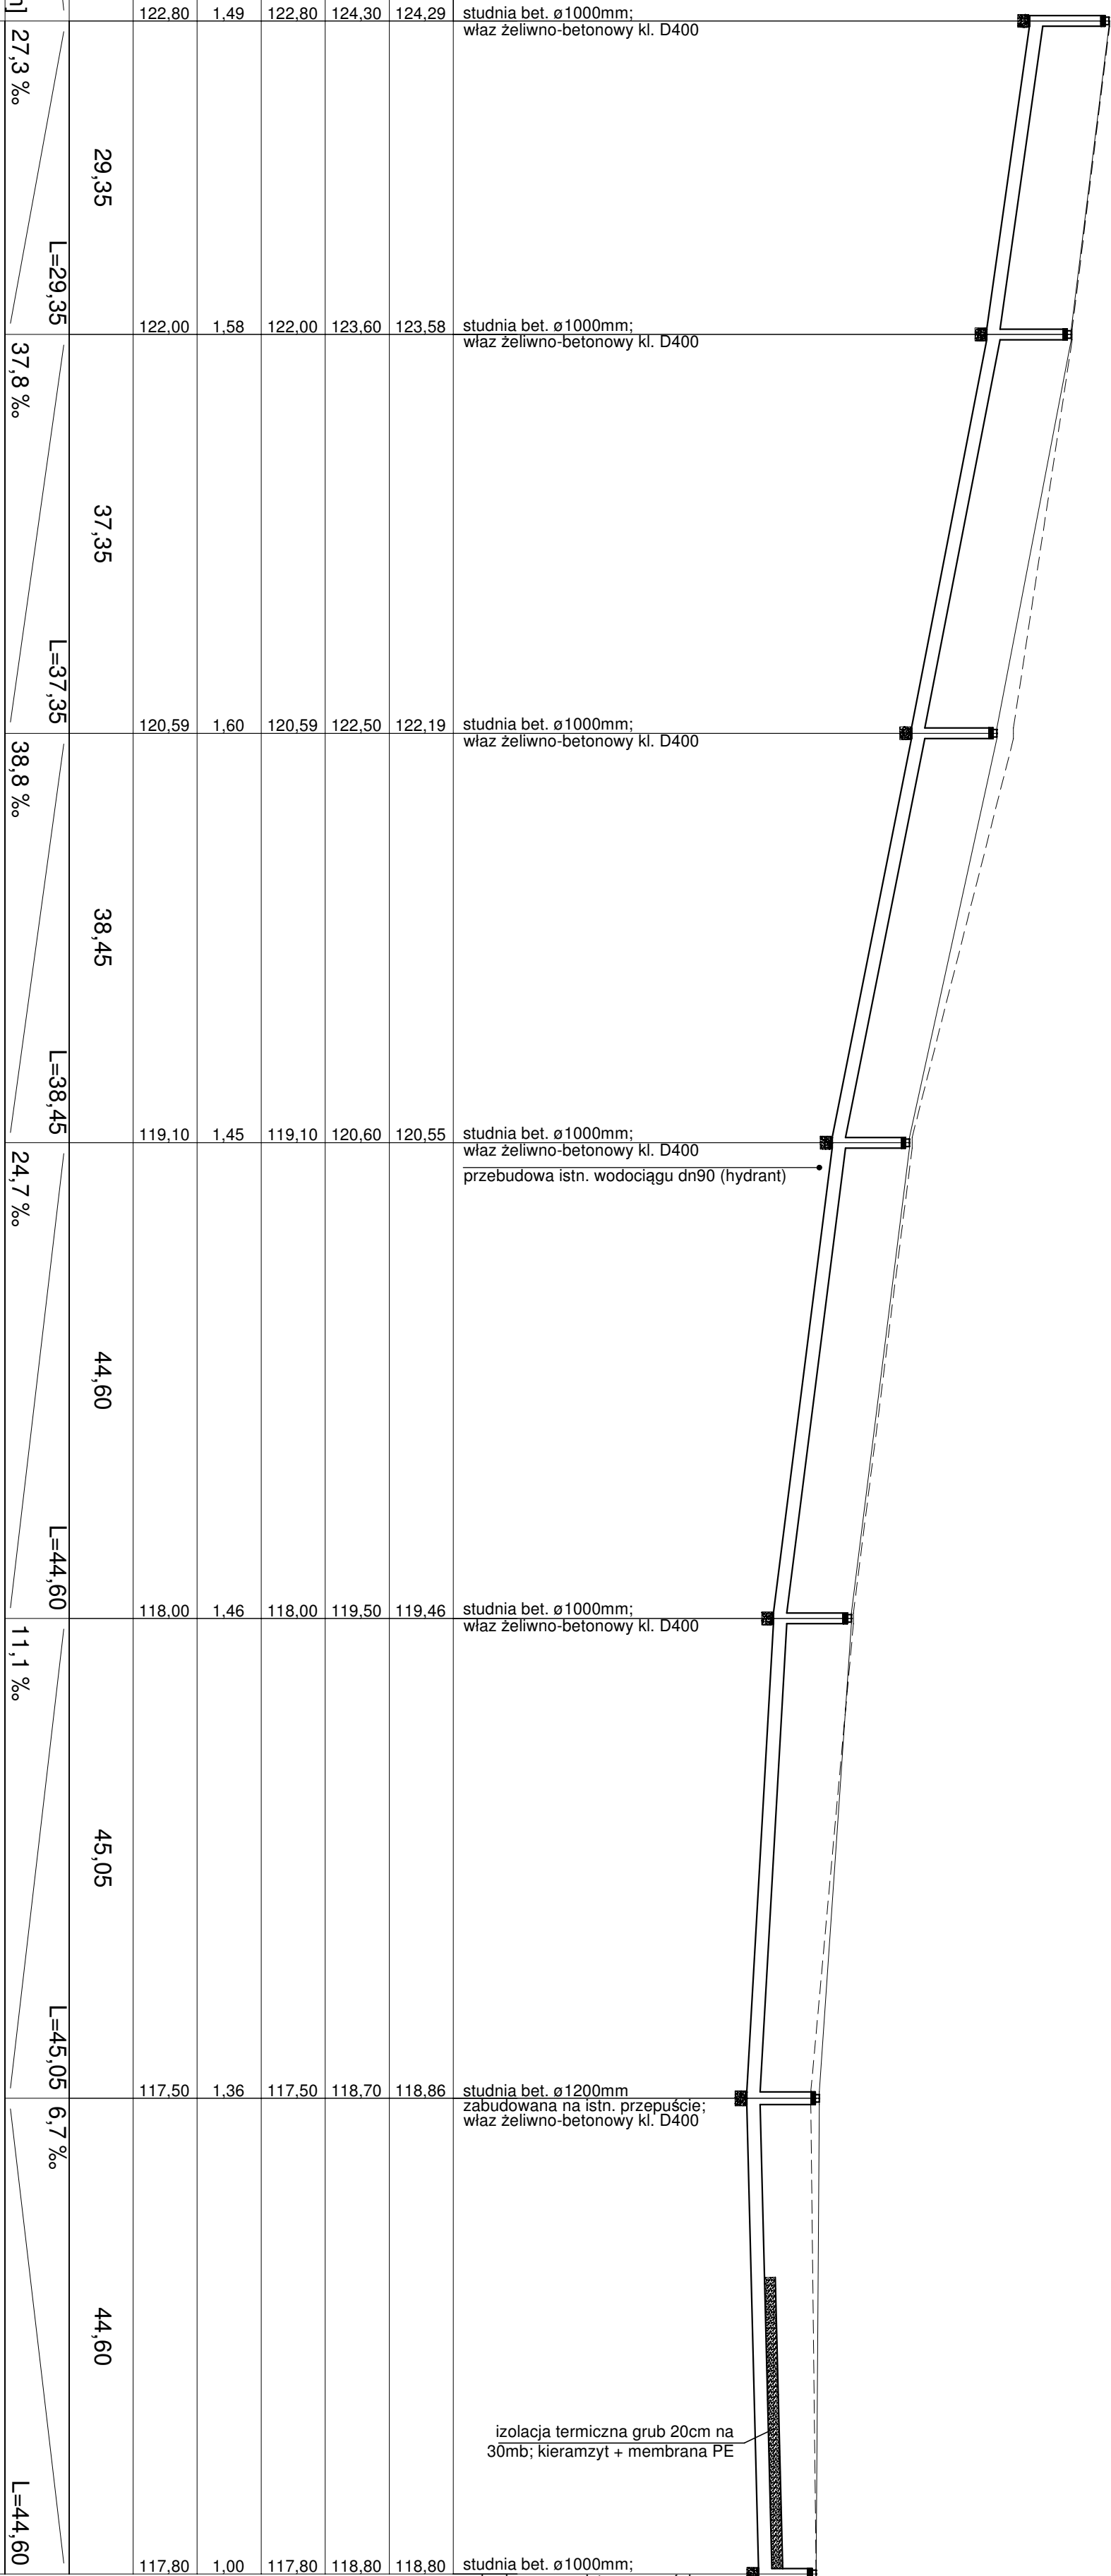 122,80 1,49 122,80 124,30 124,29 studnia bet. ø1000mm;
właz żeliwno-betonowy kl. D400
27,3 ‰
29,35
L=29,35
122,00 1,58 122,00 123,60 123,58 studnia bet. ø1000mm;
właz żeliwno-betonowy kl. D400
37,8 ‰
37,35
L=37,35
120,59 1,60 120,59 122,50 122,19 studnia bet. ø1000mm;
właz żeliwno-betonowy kl. D400
38,8 ‰
38,45
L=38,45
119,10 1,45 119,10 120,60 120,55 studnia bet. ø1000mm;
właz żeliwno-betonowy kl. D400
przebudowa istn. wodociągu dn90 (hydrant)
24,7 ‰
44,60
L=44,60
118,00 1,46 118,00 119,50 119,46 studnia bet. ø1000mm;
właz żeliwno-betonowy kl. D400
11,1 ‰
45,05
L=45,05
117,50 1,36 117,50 118,70 118,86 studnia bet. ø1200mm
zabudowana na istn. przepuście;
właz żeliwno-betonowy kl. D400
6,7 ‰
44,60
izolacja termiczna grub 20cm na
30mb; kieramzyt + membrana PE
L=44,60
117,80 1,00 117,80 118,80 118,80 studnia bet. ø1000mm;